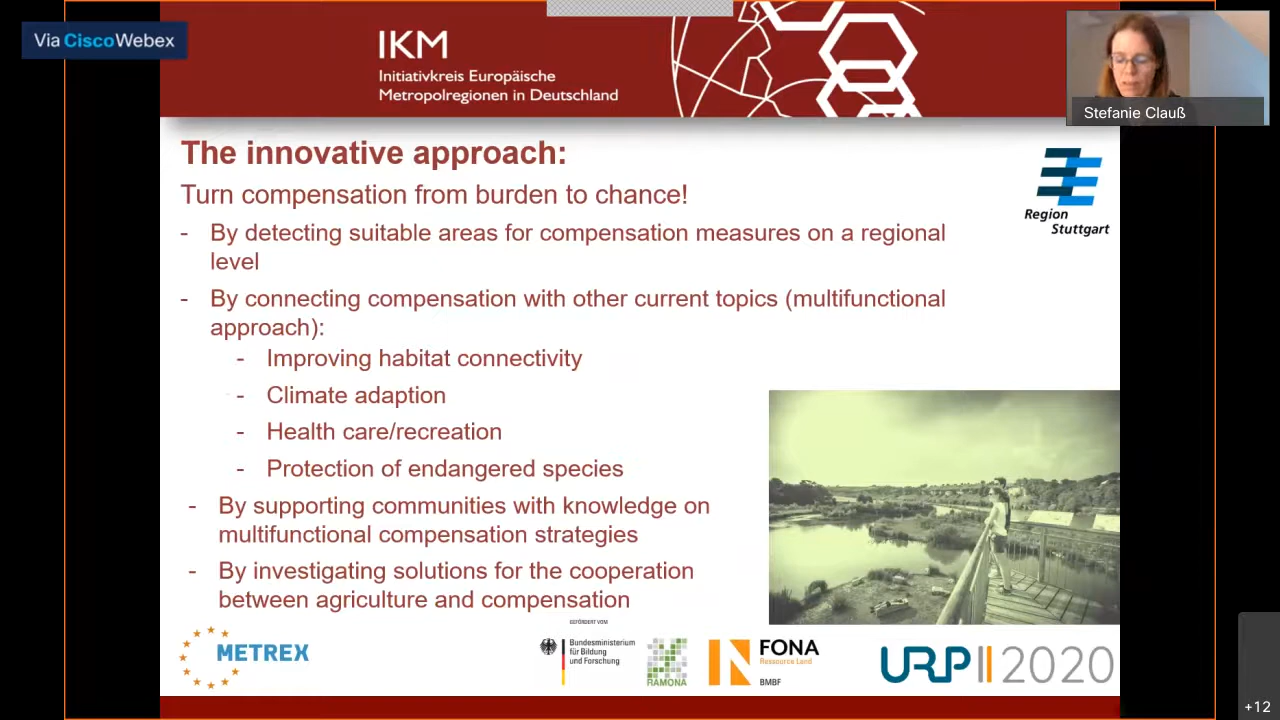 Via CiscoWebex
IKM
Initiativkreis Europäische
Metropolregionen in Deutschland
Stefanie Clauß
The innovative approach:
Turn compensation from burden to chance!
- By detecting suitable areas for compensation measures on a regional
level
- By connecting compensation with other current topics (multifunctional
approach):
- Improving habitat connectivity
- Climate adaption
- Health care/recreation
- Protection of endangered species
- By supporting communities with knowledge on
multifunctional compensation strategies
- By investigating solutions for the cooperation
between agriculture and compensation
Region
Stuttgart
METREX
GEFÖRDERT VOM
Bundesministerium
für Bildung
und Forschung
RAMONA
FONA
Ressource Land
BMBF
URP 2020
+12